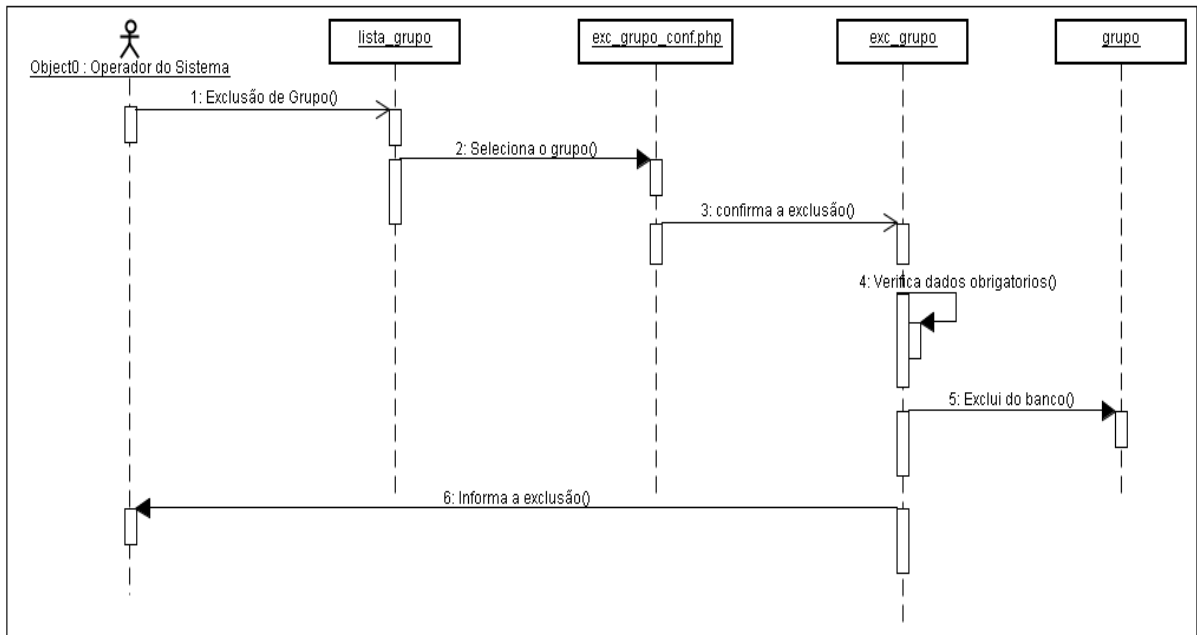 lista_grupo
exc_grupo_conf.php
exc_grupo
grupo
Object0 : Operador do Sistema
1: Exclusão de Grupo()
2: Seleciona o grupo()
3: confirma a exclusão()
4: Verifica dados obrigatorios()
5: Exclui do banco()
6: Informa a exclusão()